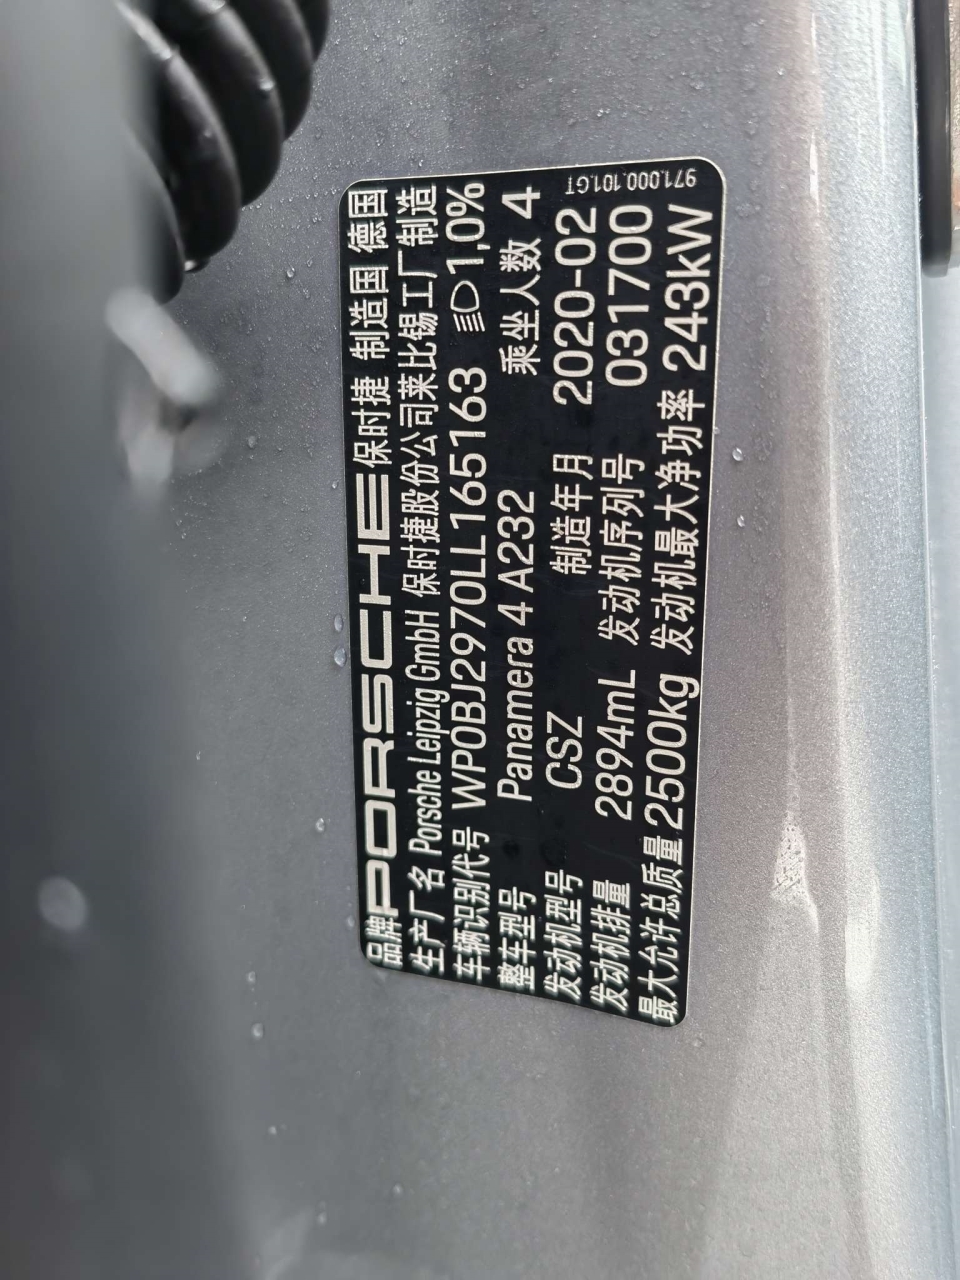 品牌 PORSCHE 保时捷 制造国 德国
生产厂名 Porsche Leipzig GmbH 保时捷股份公司莱比锡工厂制造
车辆识别代号 WP0BJ2970LL165163 1,0%
整车型号 Panamera 4 A232 乘坐人数 4
发动机型号 CSZ 制造年月 2020-02
发动机排量 2894mL 发动机序列号 031700
最大允许总质量 2500kg 发动机最大净功率 243kW
971.000.101.GT